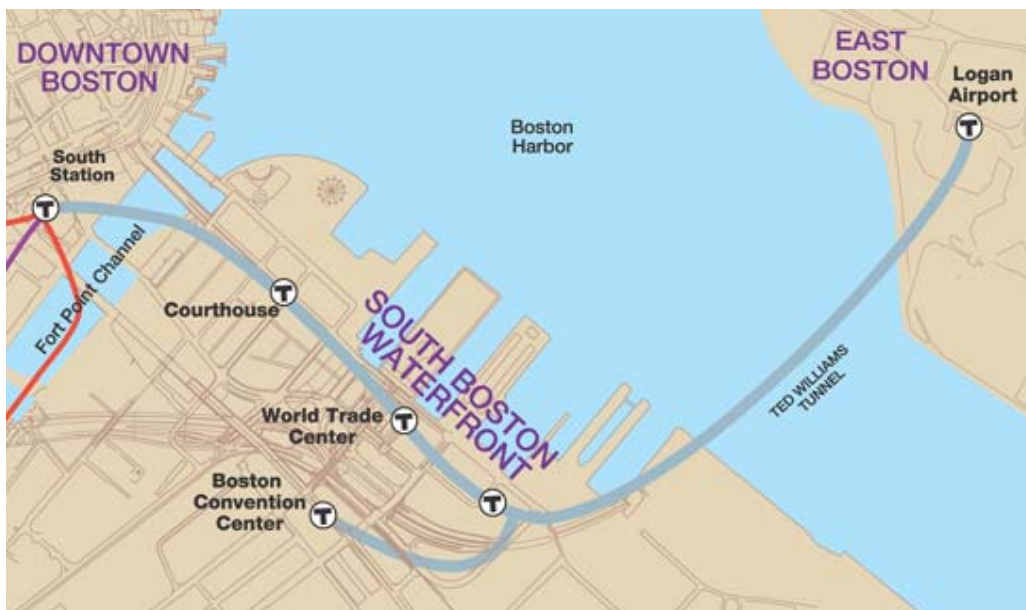 DOWNTOWN
BOSTON
EAST
BOSTON
Logan
Airport
T
Boston
Harbor
South
Station
T
Fort Point Channel
Courthouse
T
SOUTH BOSTON
WATERFRONT
TED WILLIAMS
TUNNEL
World Trade
Center
T
Boston
Convention
Center
T
T